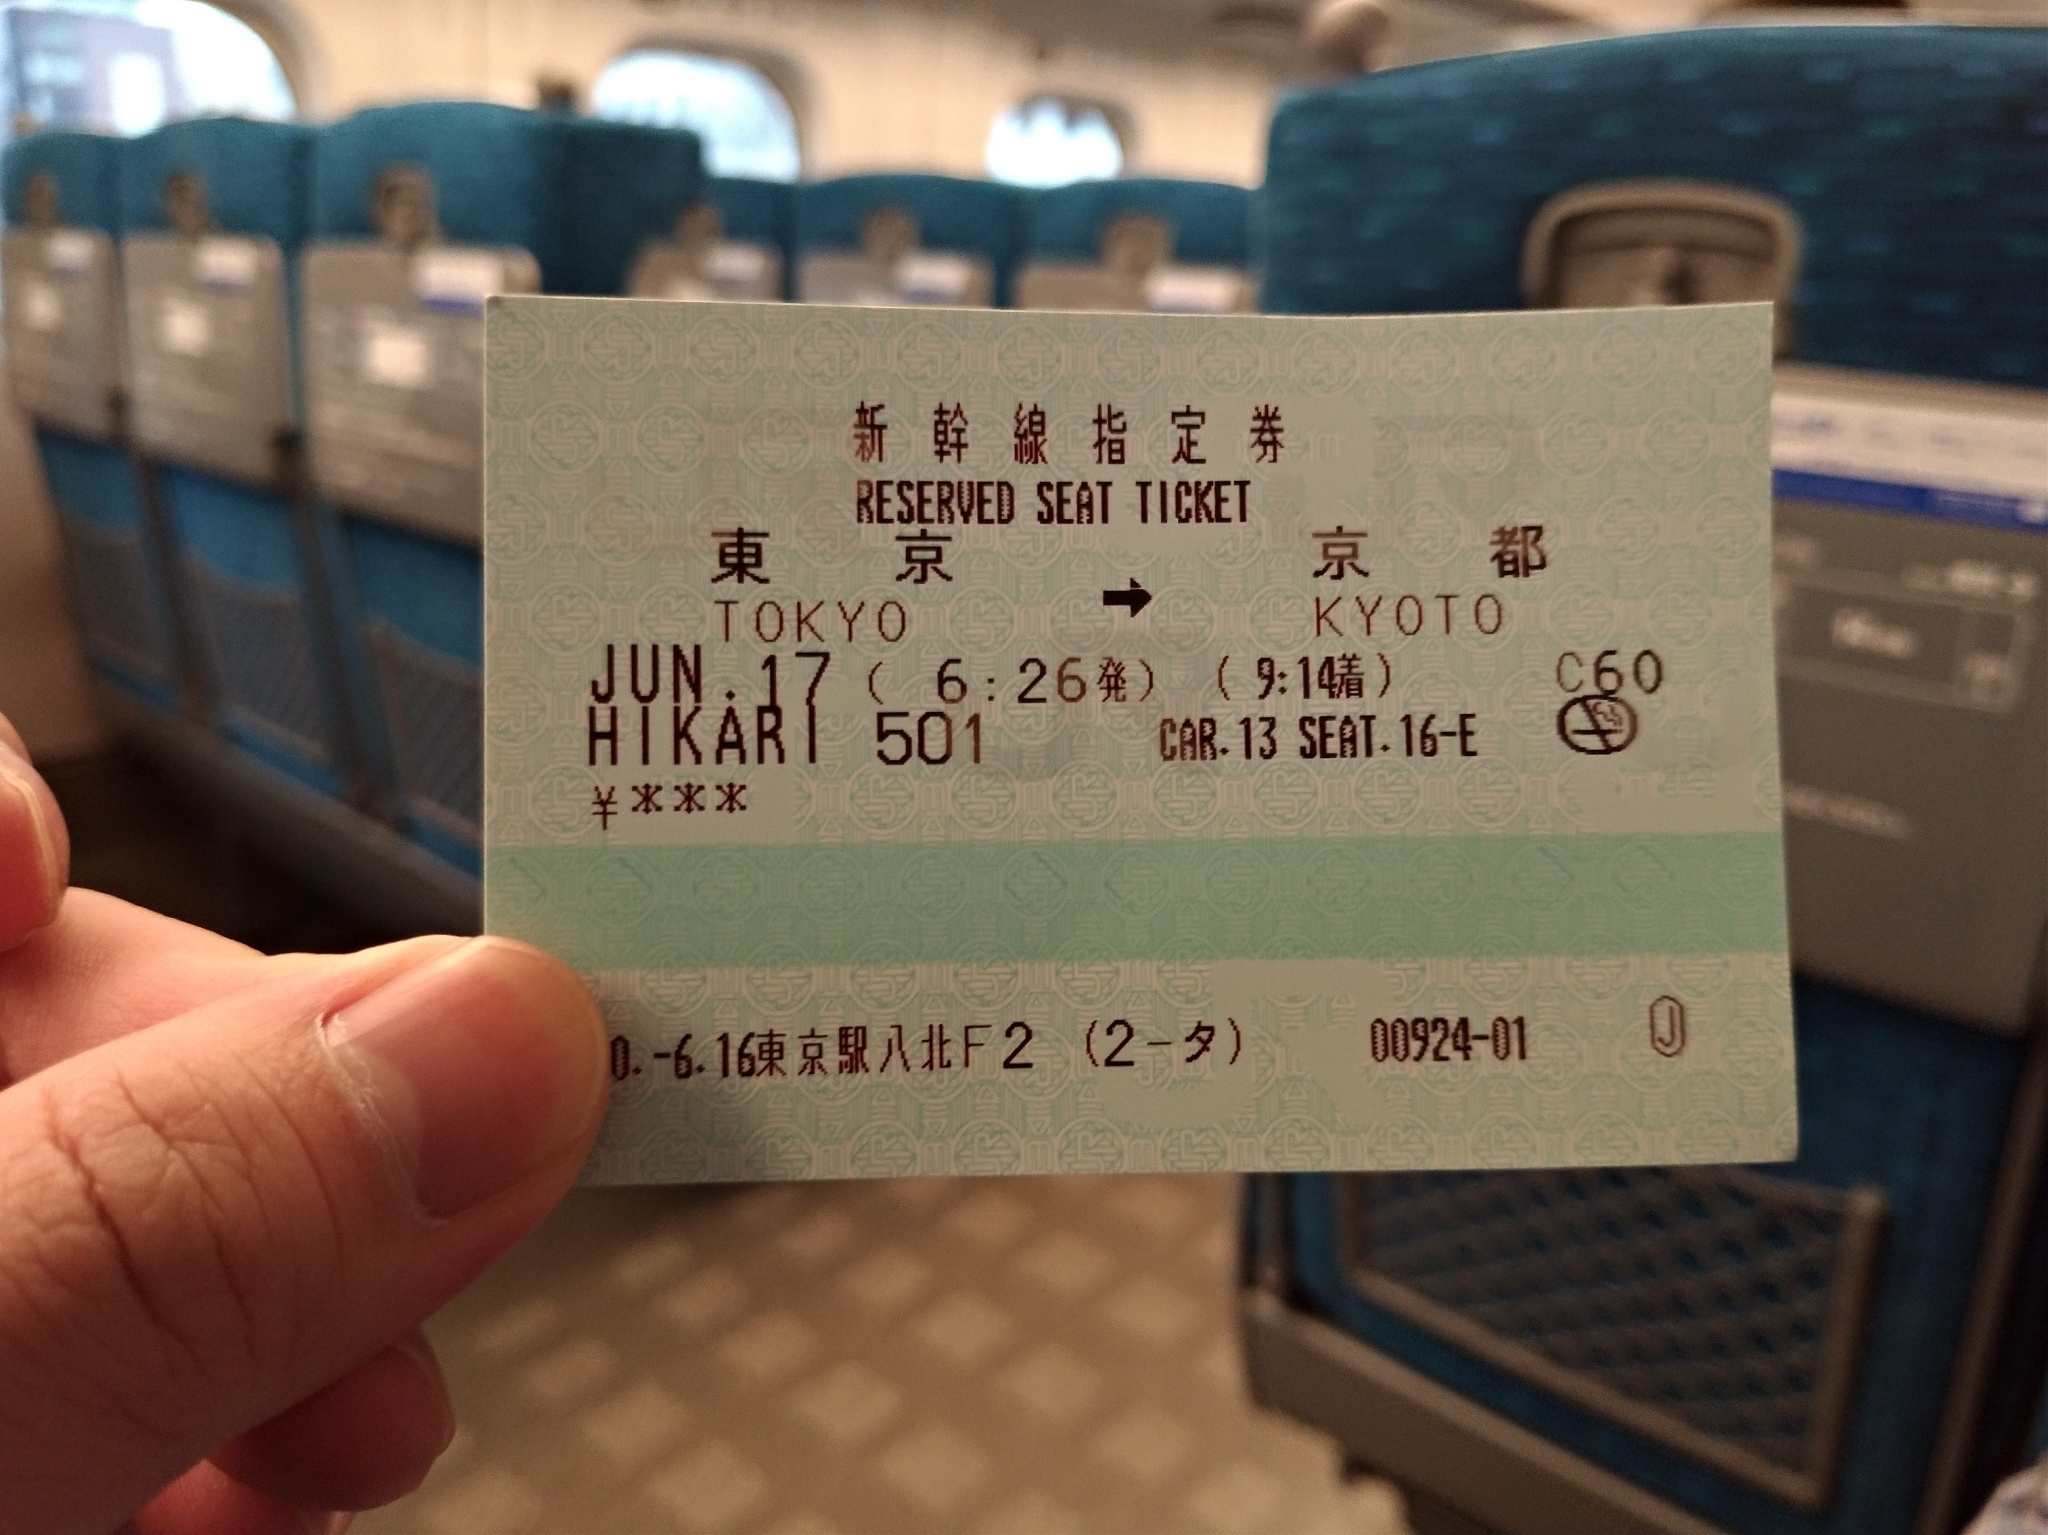 新幹線指定券
RESERVED SEAT TICKET
東京 → 京都
TOKYO KYOTO
JUN.17 ( 6:26発) ( 9:14着) C60
HIKARI 501 CAR.13 SEAT.16-E
¥***
0.-6.16東京駅八北F2 (2-タ) 00924-01 Ⓙ